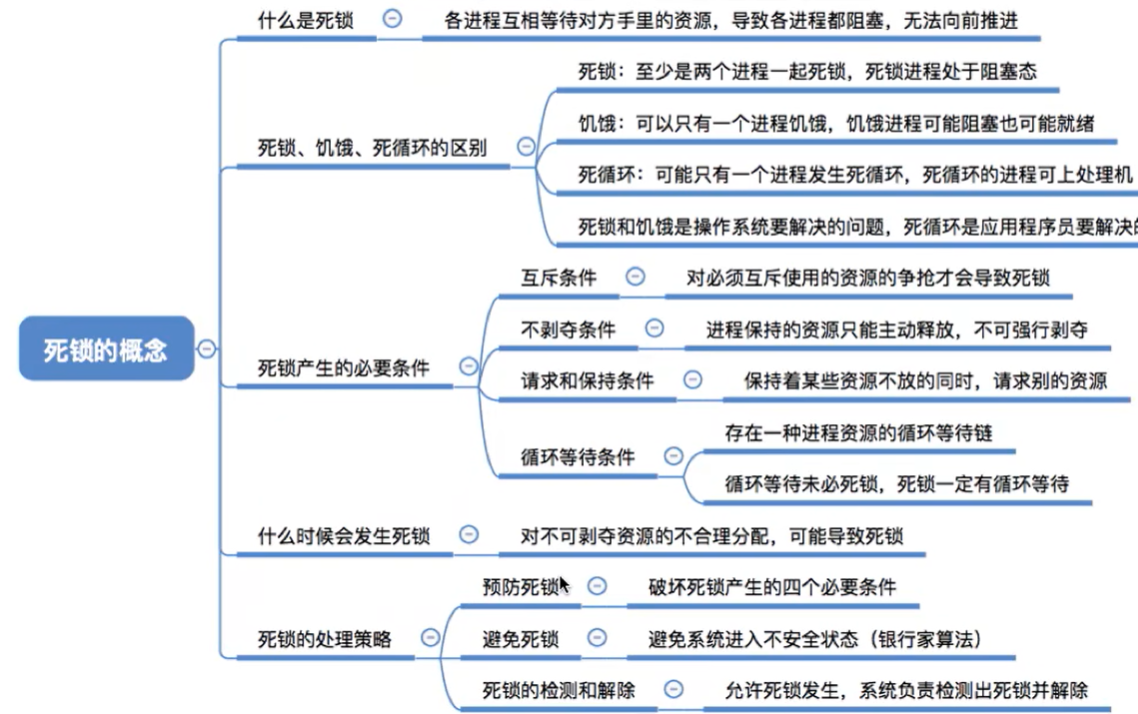 什么是死锁
各进程互相等待对方手里的资源，导致各进程都阻塞，无法向前推进
死锁、饥饿、死循环的区别
死锁：至少是两个进程一起死锁，死锁进程处于阻塞态
饥饿：可以只有一个进程饥饿，饥饿进程可能阻塞也可能就绪
死循环：可能只有一个进程发生死循环，死循环的进程可上处理机
死锁和饥饿是操作系统要解决的问题，死循环是应用程序员要解决
死锁的概念
死锁产生的必要条件
互斥条件
对必须互斥使用的资源的争抢才会导致死锁
不剥夺条件
进程保持的资源只能主动释放，不可强行剥夺
请求和保持条件
保持着某些资源不放的同时，请求别的资源
循环等待条件
存在一种进程资源的循环等待链
循环等待未必死锁，死锁一定有循环等待
什么时候会发生死锁
对不可剥夺资源的不合理分配，可能导致死锁
死锁的处理策略
预防死锁
破坏死锁产生的四个必要条件
避免死锁
避免系统进入不安全状态（银行家算法）
死锁的检测和解除
允许死锁发生，系统负责检测出死锁并解除